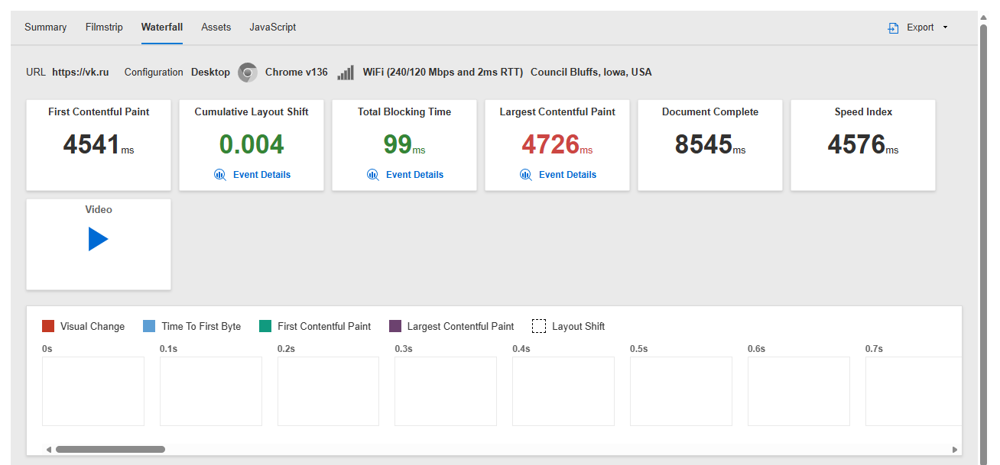 Summary Filmstrip Waterfall Assets JavaScript Export
URL https://vk.ru Configuration Desktop Chrome v136 WiFi (240/120 Mbps and 2ms RTT) Council Bluffs, Iowa, USA
First Contentful Paint Cumulative Layout Shift Total Blocking Time Largest Contentful Paint Document Complete Speed Index
4541ms 0.004 99ms 4726ms 8545ms 4576ms
Event Details Event Details Event Details
Video
Visual Change Time To First Byte First Contentful Paint Largest Contentful Paint Layout Shift
0s 0.1s 0.2s 0.3s 0.4s 0.5s 0.6s 0.7s